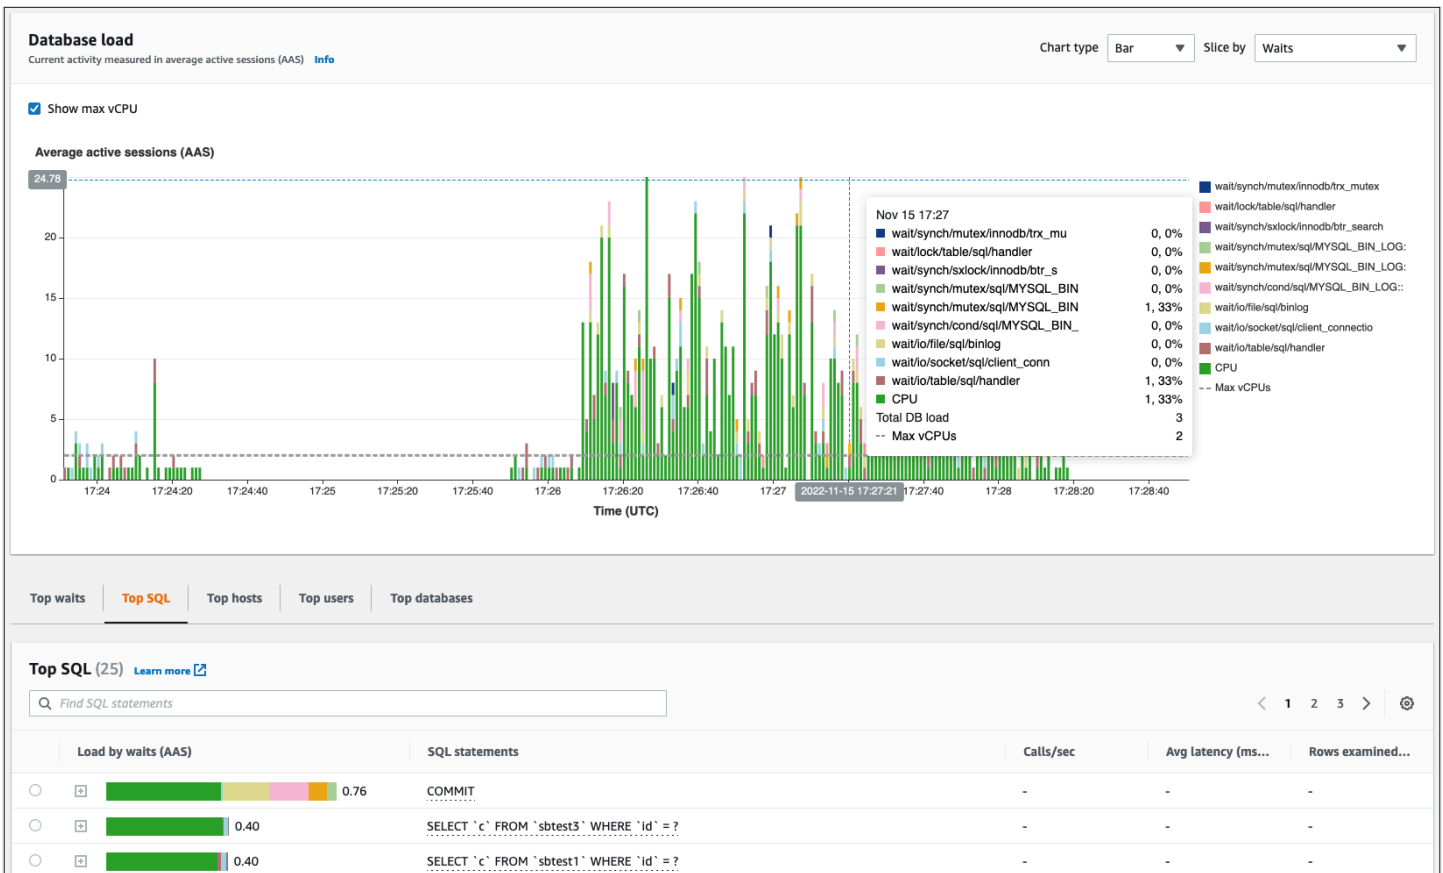 Database load
Current activity measured in average active sessions (AAS) Info
Chart type Bar Slice by Waits
Show max vCPU
Average active sessions (AAS)
24.78
20
15
10
5
0
17:24 17:24:20 17:24:40 17:25 17:25:20 17:25:40 17:26 17:26:20 17:26:40 17:27 2022-11-15 17:27:21 17:27:40 17:28 17:28:20 17:28:40
Time (UTC)
Nov 15 17:27
wait/synch/mutex/innodb/trx_mu 0, 0%
wait/lock/table/sql/handler 0, 0%
wait/synch/sxlock/innodb/btr_s 0, 0%
wait/synch/mutex/sql/MYSQL_BIN 0, 0%
wait/synch/mutex/sql/MYSQL_BIN 1, 33%
wait/synch/cond/sql/MYSQL_BIN_ 0, 0%
wait/io/file/sql/binlog 0, 0%
wait/io/socket/sql/client_conn 0, 0%
wait/io/table/sql/handler 1, 33%
CPU 1, 33%
Total DB load 3
-- Max vCPUs 2
wait/synch/mutex/innodb/trx_mutex
wait/lock/table/sql/handler
wait/synch/sxlock/innodb/btr_search
wait/synch/mutex/sql/MYSQL_BIN_LOG:
wait/synch/mutex/sql/MYSQL_BIN_LOG:
wait/synch/cond/sql/MYSQL_BIN_LOG::
wait/io/file/sql/binlog
wait/io/socket/sql/client_connectio
wait/io/table/sql/handler
CPU
-- Max vCPUs
Top waits Top SQL Top hosts Top users Top databases
Top SQL (25) Learn more
Find SQL statements
1 2 3
Load by waits (AAS) SQL statements Calls/sec Avg latency (ms... Rows examined...
0.76 COMMIT - - -
0.40 SELECT `c` FROM `sbtest3` WHERE `id` = ? - - -
0.40 SELECT `c` FROM `sbtest1` WHERE `id` = ? - - -